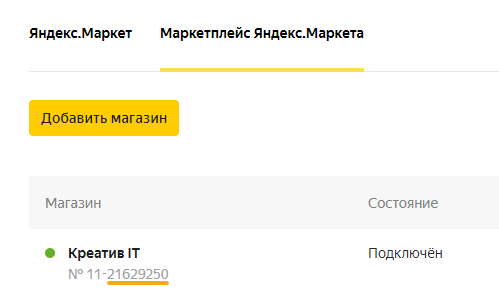 Яндекс.Маркет Маркетплейс Яндекс.Маркета
Добавить магазин
Магазин Состояние
Креатив IT Подключён
№ 11-21629250